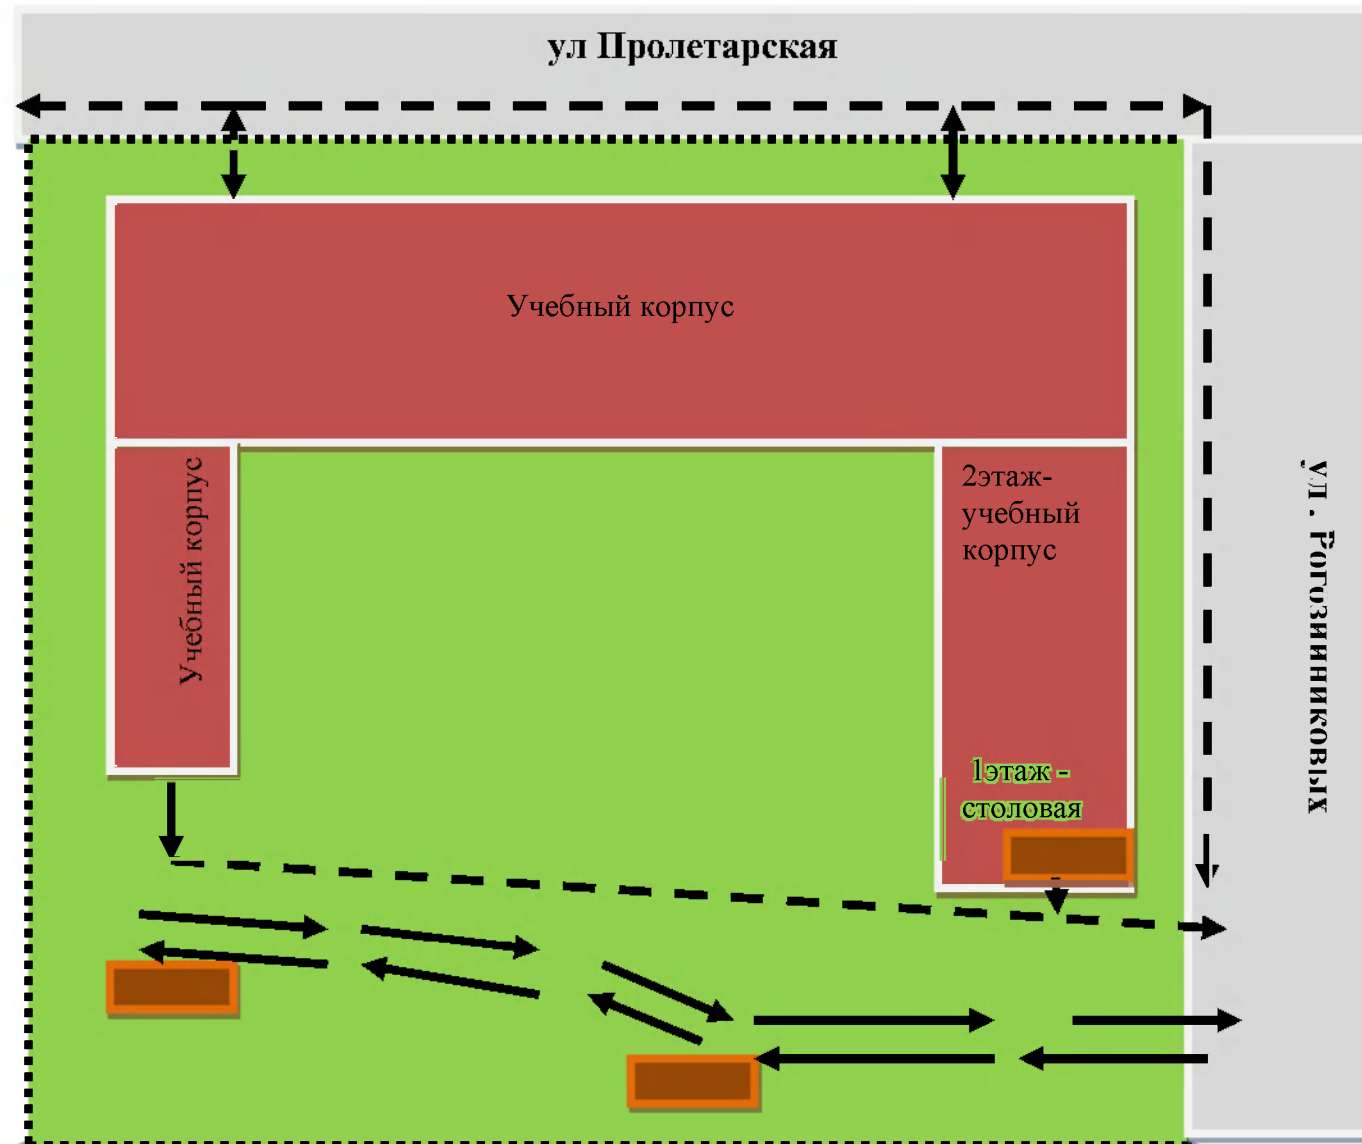 ул Пролетарская
Учебный корпус
Учебный корпус
2этаж-
учебный
корпус
1этаж -
столовая
ул . Рогозинниковых